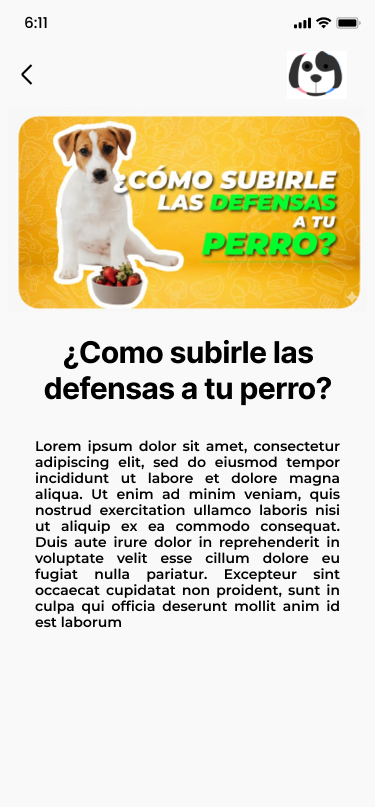 6:11
¿CÓMO SUBIRLE
LAS DEFENSAS
A TU
PERRO?
¿Como subirle las
defensas a tu perro?
Lorem ipsum dolor sit amet, consectetur
adipiscing elit, sed do eiusmod tempor
incididunt ut labore et dolore magna
aliqua. Ut enim ad minim veniam, quis
nostrud exercitation ullamco laboris nisi
ut aliquip ex ea commodo consequat.
Duis aute irure dolor in reprehenderit in
voluptate velit esse cillum dolore eu
fugiat nulla pariatur. Excepteur sint
occaecat cupidatat non proident, sunt in
culpa qui officia deserunt mollit anim id
est laborum